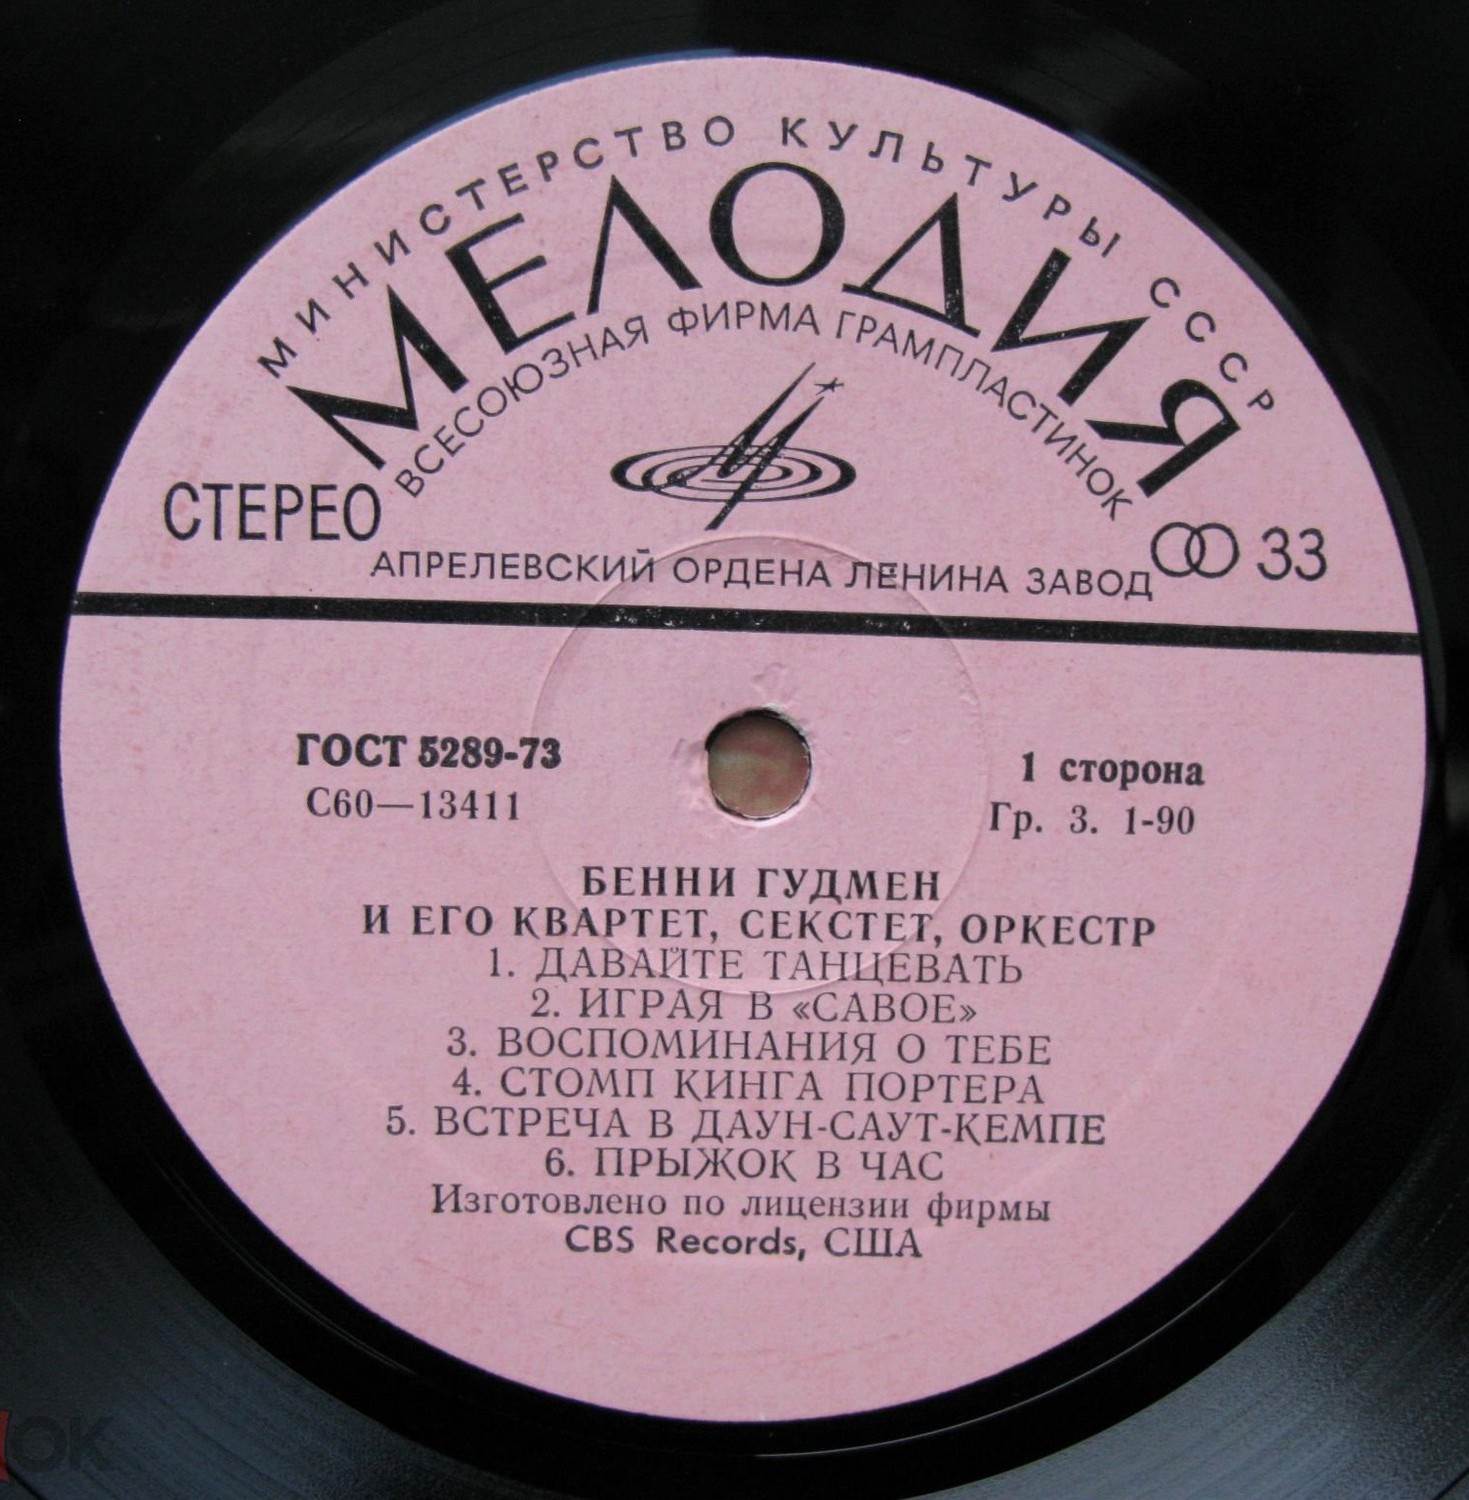 МИНИСТЕРСТВО КУЛЬТУРЫ СССР
МЕЛОДИЯ
ВСЕСОЮЗНАЯ ФИРМА ГРАМПЛАСТИНОК
СТЕРЕО
33
АПРЕЛЕВСКИЙ ОРДЕНА ЛЕНИНА ЗАВОД
ГОСТ 5289-73
1 сторона
С60—13411
Гр. 3. 1-90
БЕННИ ГУДМЕН
И ЕГО КВАРТЕТ, СЕКСТЕТ, ОРКЕСТР
1. ДАВАЙТЕ ТАНЦЕВАТЬ
2. ИГРАЯ В «САВОЕ»
3. ВОСПОМИНАНИЯ О ТЕБЕ
4. СТОМП КИНГА ПОРТЕРА
5. ВСТРЕЧА В ДАУН-САУТ-КЕМПЕ
6. ПРЫЖОК В ЧАС
Изготовлено по лицензии фирмы
CBS Records, США
ОК